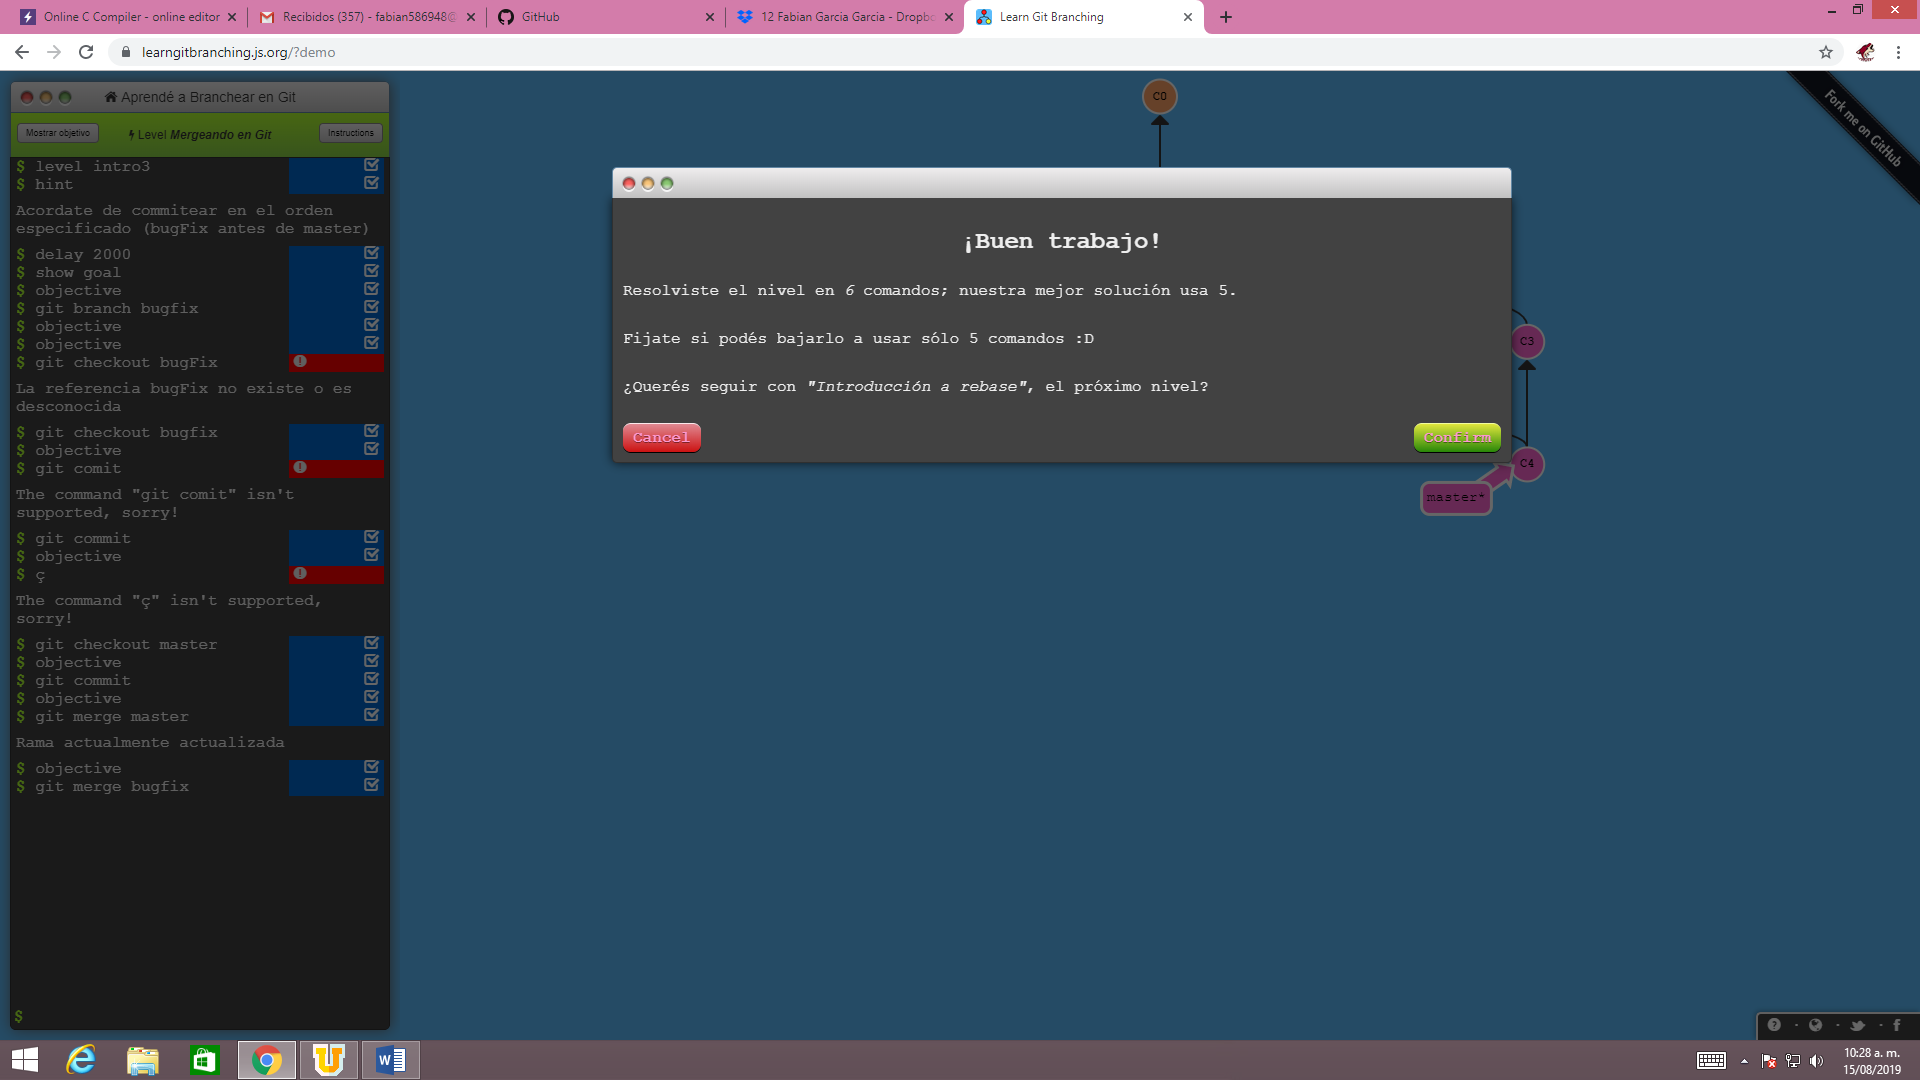 Online C Compiler - online editor
Recibidos (357) - fabian586948@
GitHub
12 Fabian Garcia Garcia - Dropbo
Learn Git Branching
learngitbranching.js.org/?demo
Aprendé a Branchear en Git
Mostrar objetivo
Level Mergeando en Git
Instructions
$ level intro3
$ hint
Acordate de commitear en el orden
especificado (bugFix antes de master)
$ delay 2000
$ show goal
$ objective
$ git branch bugfix
$ objective
$ objective
$ git checkout bugFix
La referencia bugFix no existe o es
desconocida
$ git checkout bugfix
$ objective
$ git comit
The command "git comit" isn't
supported, sorry!
$ git commit
$ objective
$ ç
The command "ç" isn't supported,
sorry!
$ git checkout master
$ objective
$ git commit
$ objective
$ git merge master
Rama actualmente actualizada
$ objective
$ git merge bugfix
$
C0
Fork me on GitHub
¡Buen trabajo!
Resolviste el nivel en 6 comandos; nuestra mejor solución usa 5.
Fijate si podés bajarlo a usar sólo 5 comandos :D
¿Querés seguir con "Introducción a rebase", el próximo nivel?
Cancel
Confirm
C3
C4
master*
10:28 a. m.
15/08/2019